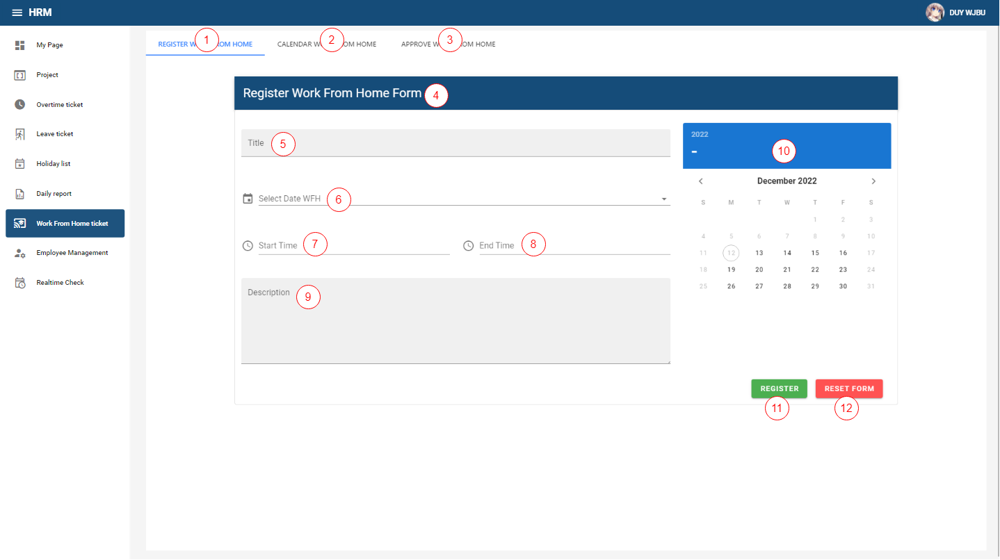 HRM
DUY WJBU
My Page
Project
Overtime ticket
Leave ticket
Holiday list
Daily report
Work From Home ticket
Employee Management
Realtime Check
REGISTER W 1 OM HOME CALENDAR W 2 OM HOME APPROVE W 3 OM HOME
Register Work From Home Form 4
Title 5
Select Date WFH 6
Start Time 7 End Time 8
Description 9
2022
- 10
December 2022
S M T W T F S
1 2 3
4 5 6 7 8 9 10
11 12 13 14 15 16 17
18 19 20 21 22 23 24
25 26 27 28 29 30 31
REGISTER RESET FORM
11 12